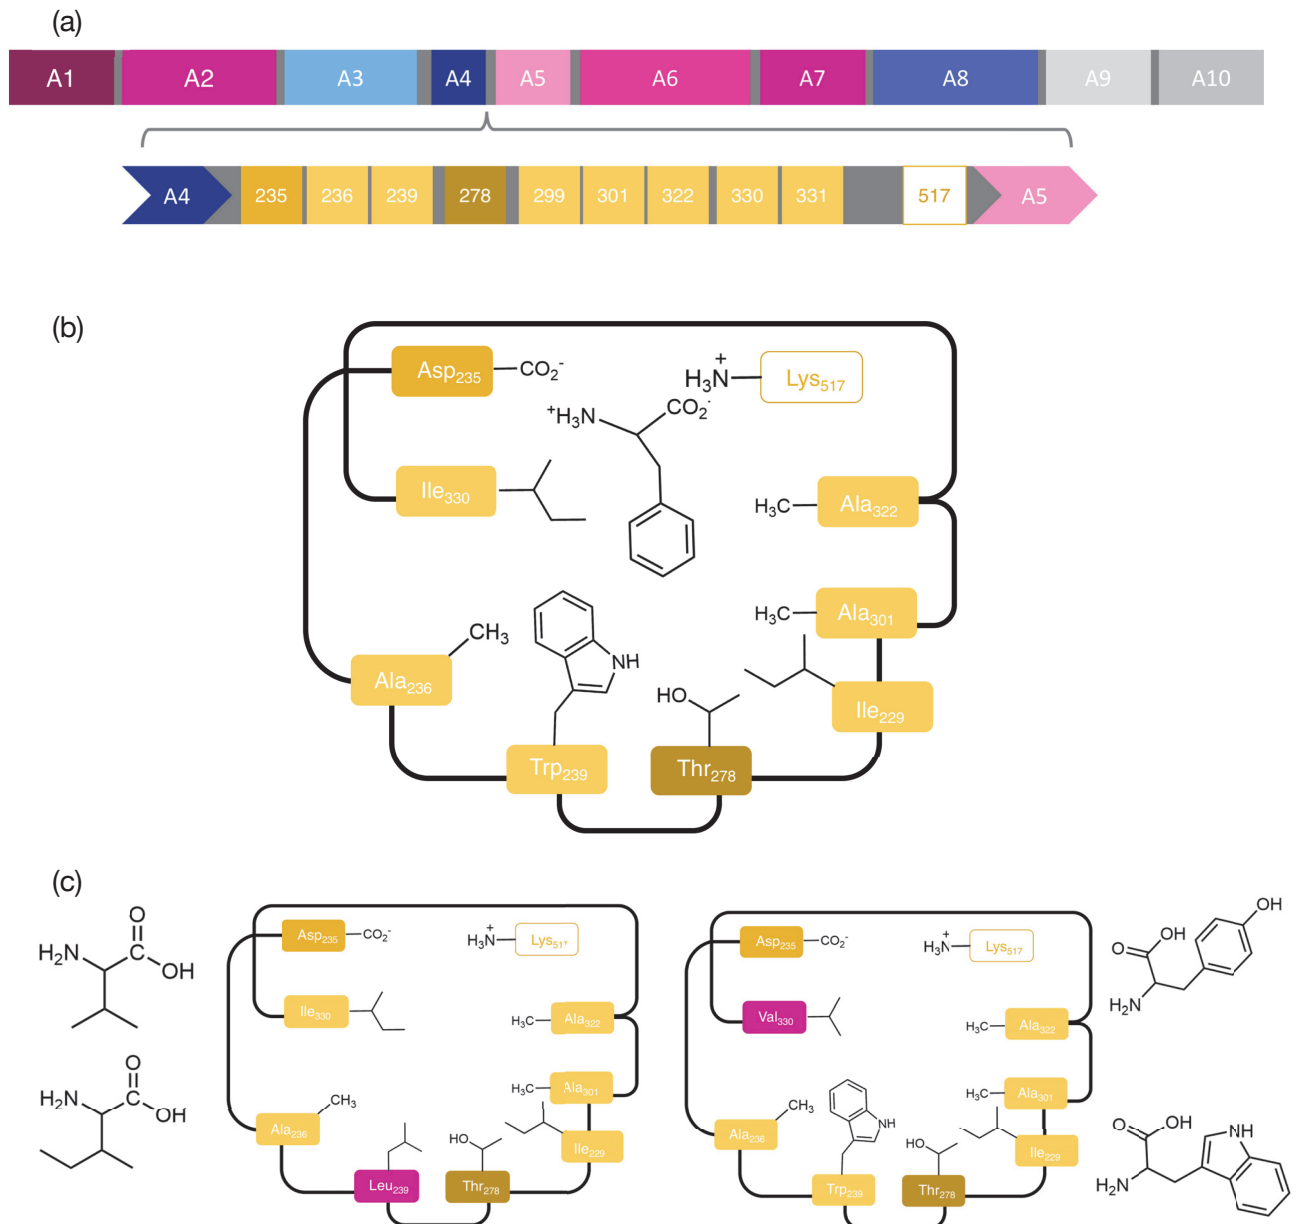 (a)
A1 A2 A3 A4 A5 A6 A7 A8 A9 A10
A4 235 236 239 278 299 301 322 330 331 517 A5
(b)
Asp235 CO2- H3N+ Lys517
+H3N CO2-
Ile330 H3C Ala322
H3C Ala301
CH3 NH
Ala236 HO Ile229
Trp239 Thr278
(c)
O
H2N C OH
Asp235 CO2- H3N+ Lys51+
Ile330 H3C Ala322
H3C Ala301
CH3
Ala236 HO Ile229
Leu239 Thr278
O
H2N C OH
Asp235 CO2- H3N+ Lys517
Val330 H3C Ala322
H3C Ala301
CH3 NH
Ala236 HO Ile229
Trp239 Thr278
OH
O C OH
H2N
O C OH NH
H2N